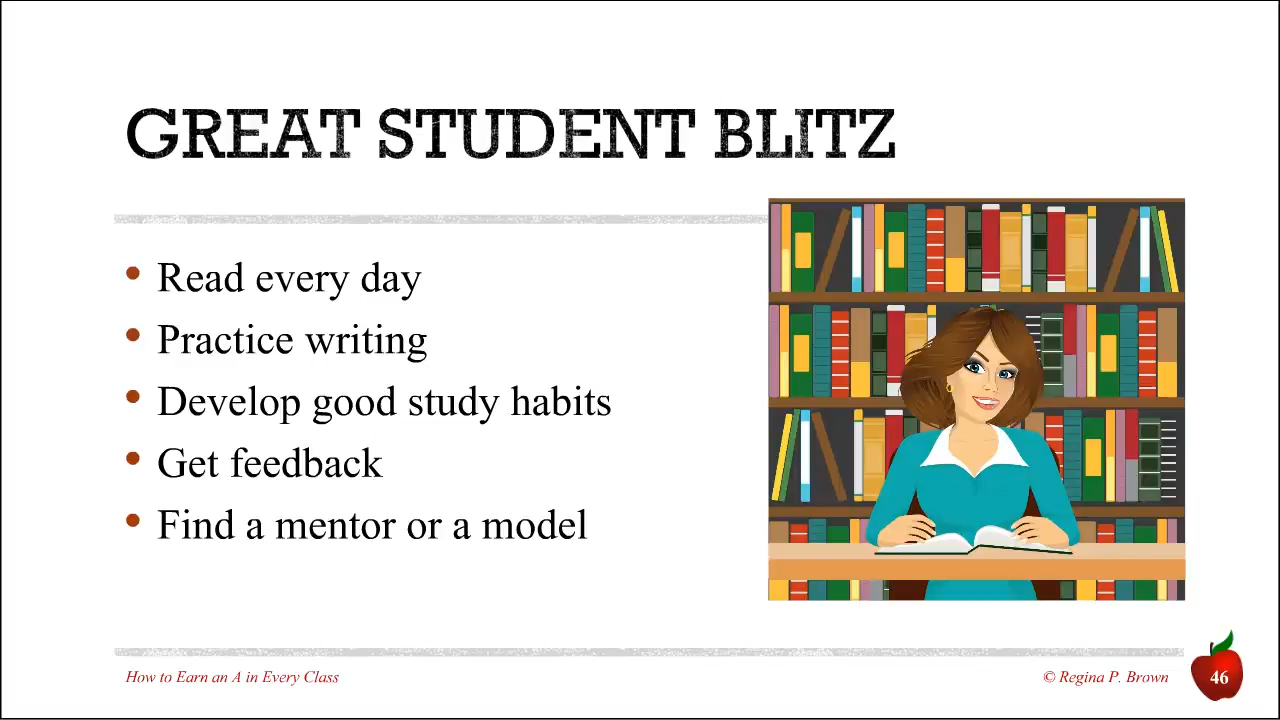 GREAT STUDENT BLITZ
• Read every day
• Practice writing
• Develop good study habits
• Get feedback
• Find a mentor or a model
How to Earn an A in Every Class
© Regina P. Brown
46